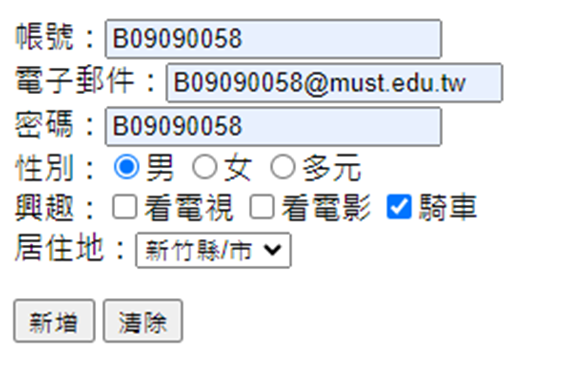 帳號：B09090058
電子郵件：B09090058@must.edu.tw
密碼：B09090058
性別：男 女 多元
興趣：看電視 看電影 騎車
居住地：新竹縣/市
新增 清除